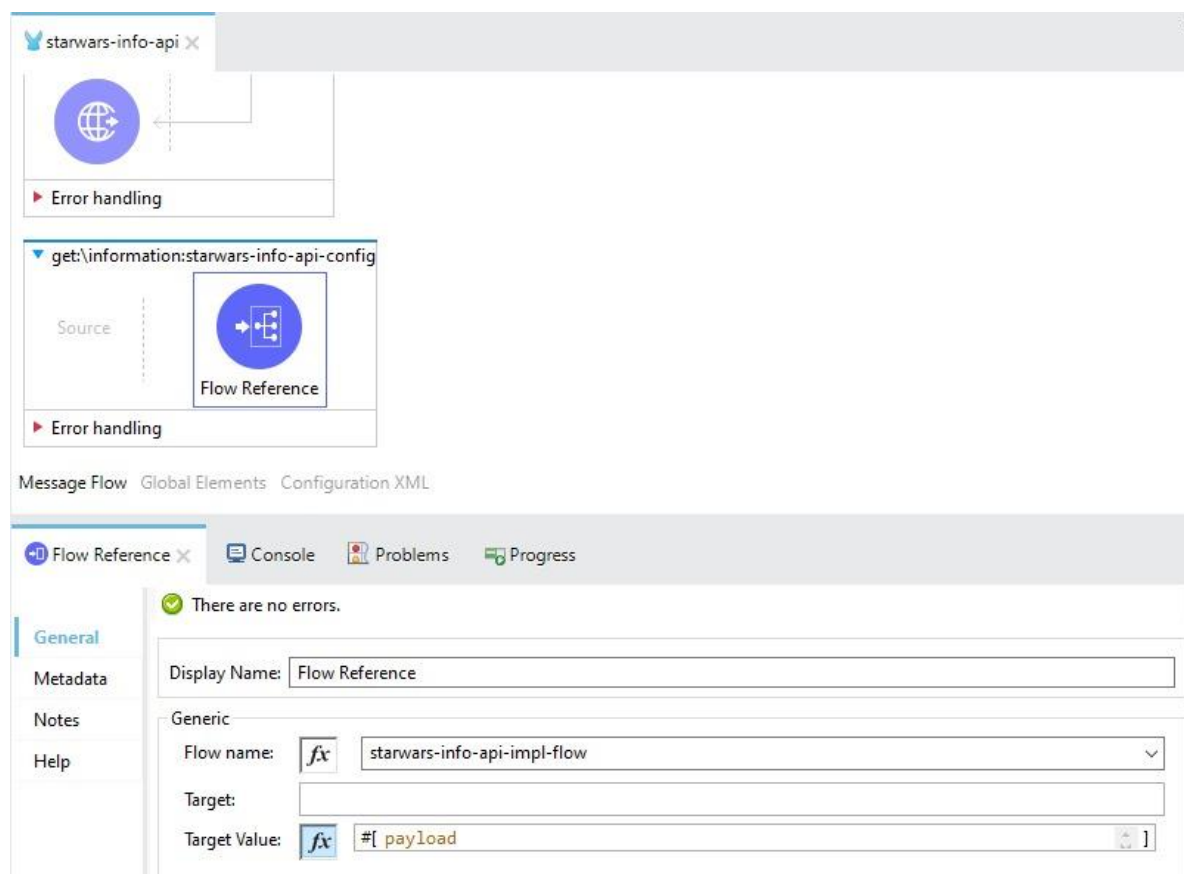 starwars-info-api
Error handling
get:\information:starwars-info-api-config
Source
Flow Reference
Error handling
Message Flow Global Elements Configuration XML
Flow Reference Console Problems Progress
There are no errors.
General
Metadata
Notes
Help
Display Name: Flow Reference
Generic
Flow name: fx starwars-info-api-impl-flow
Target:
Target Value: fx #[ payload ]